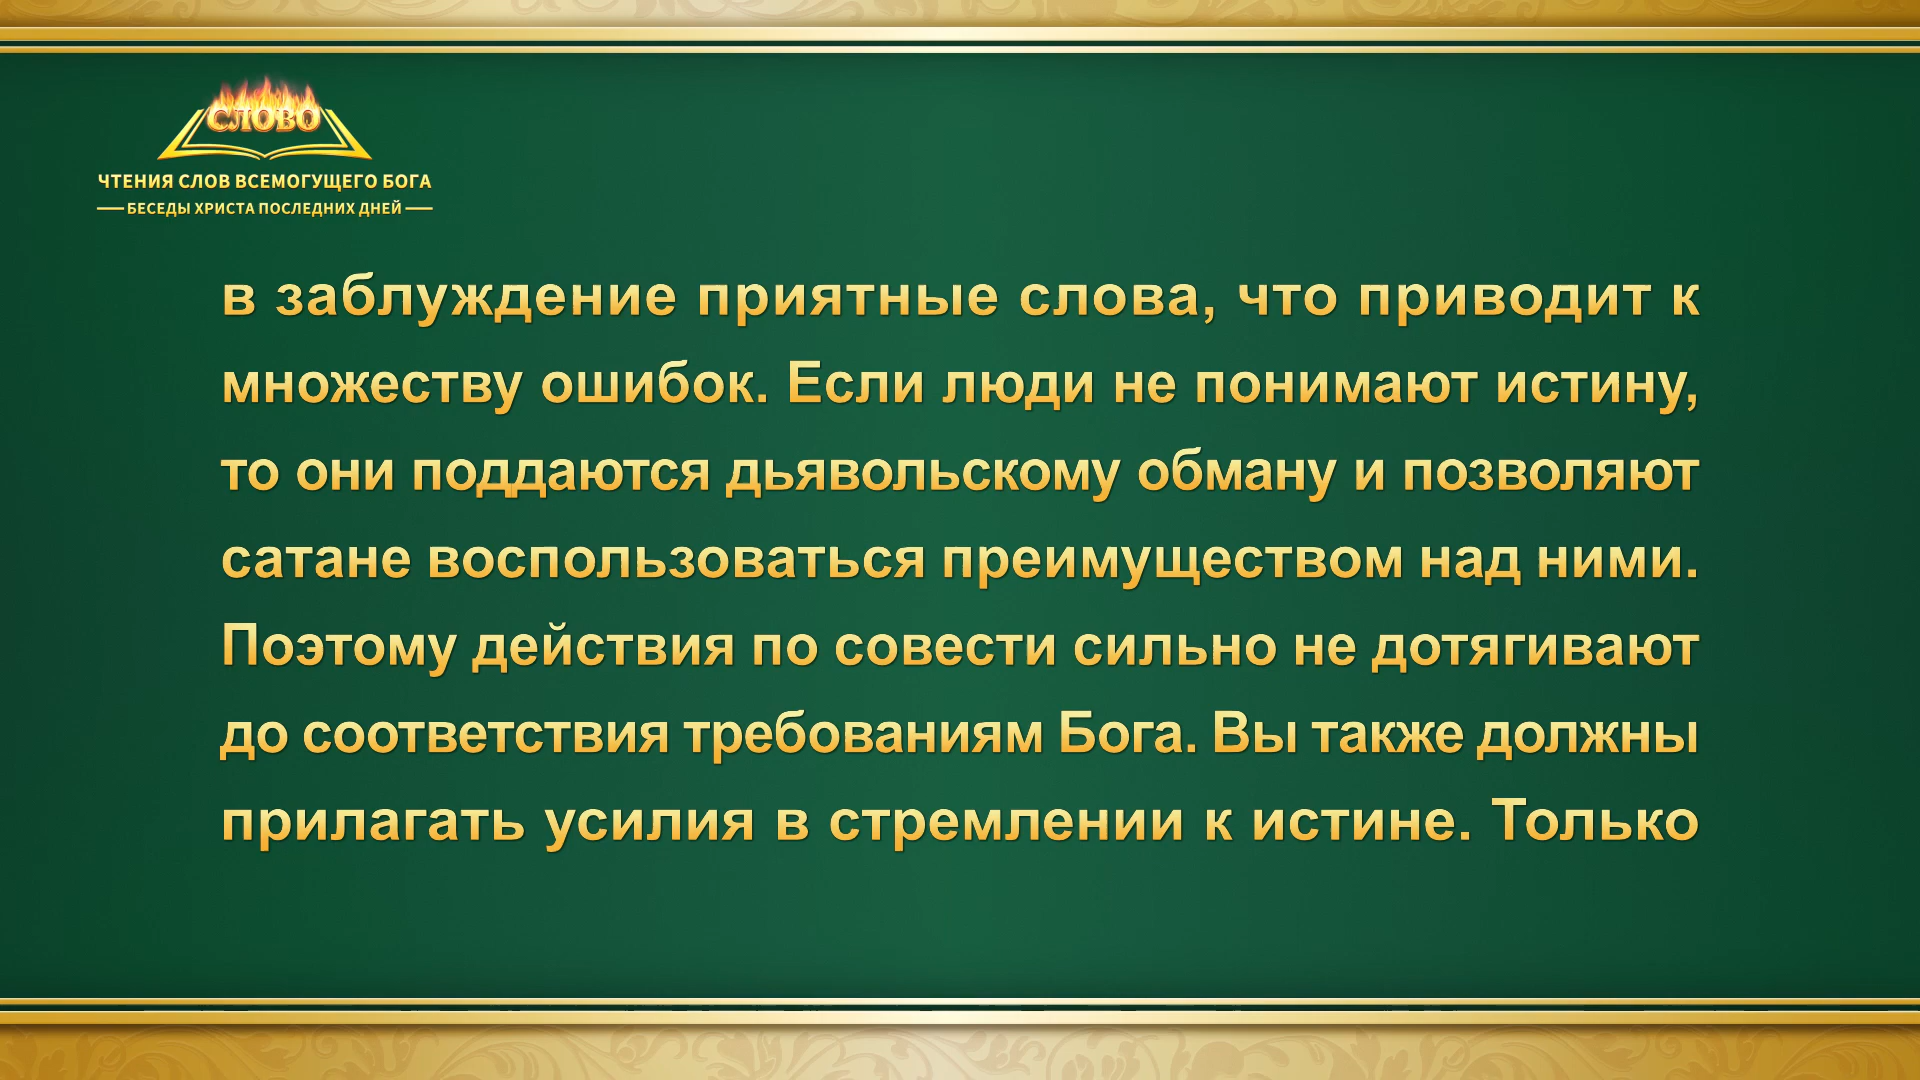 СЛОВО
ЧТЕНИЯ СЛОВ ВСЕМОГУЩЕГО БОГА
БЕСЕДЫ ХРИСТА ПОСЛЕДНИХ ДНЕЙ
в заблуждение приятные слова, что приводит к
множеству ошибок. Если люди не понимают истину,
то они поддаются дьявольскому обману и позволяют
сатане воспользоваться преимуществом над ними.
Поэтому действия по совести сильно не дотягивают
до соответствия требованиям Бога. Вы также должны
прилагать усилия в стремлении к истине. Только